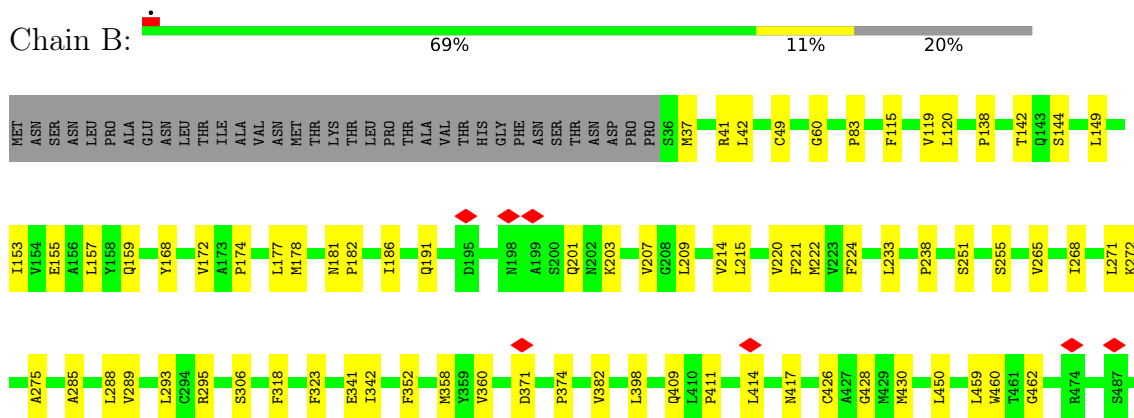 Chain B:
•
69% 11% 20%
MET ASN SER ASN LEU PRO ALA GLU ASN LEU THR ILE ALA VAL ASN MET THR LYS THR LEU PRO THR ALA VAL THR HIS GLY PHE ASN SER THR ASN ASP PRO PRO S36 M37 R41 L42 C49 G60 P83 F115 V119 L120 P138 T142 Q143 S144 L149
I153 V154 E155 A156 L157 Y158 Q159 Y168 V172 A173 P174 L177 M178 N181 P182 I186 Q191 D195 N198 A199 S200 Q201 N202 K203 V207 G208 L209 V214 L215 V220 F221 M222 V223 F224 L233 P238 S251 S255 V265 I268 L271 K272
A275 A285 L288 V289 L293 C294 R295 S306 F318 F323 E341 I342 F352 M358 Y359 V360 D371 P374 V382 L398 Q409 L410 P411 L414 N417 C426 A427 G428 M429 M430 L450 L459 W460 T461 G462 R474 S487